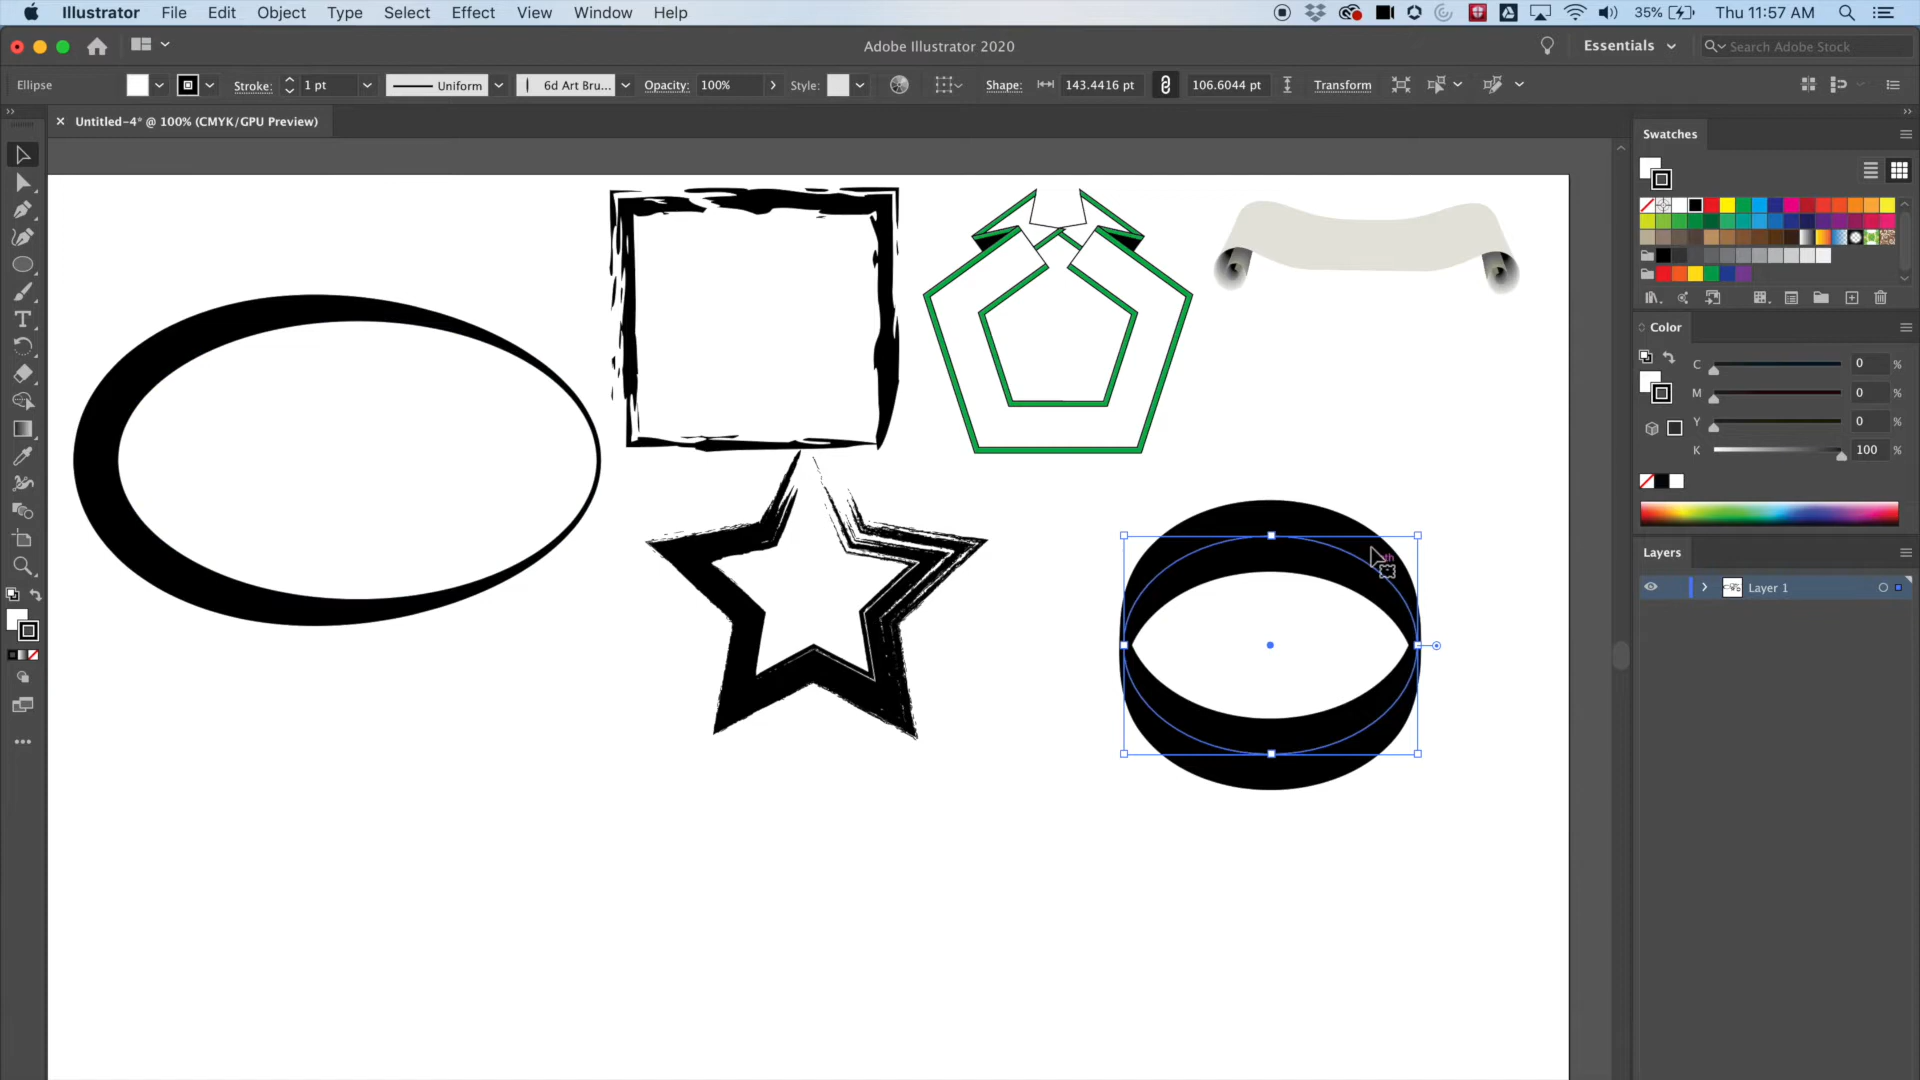 Illustrator File Edit Object Type Select Effect View Window Help 35% Thu 11:57 AM
Adobe Illustrator 2020 Essentials Search Adobe Stock
Ellipse Stroke: 1 pt Uniform 6d Art Bru... Opacity: 100% Style: Shape: 143.4416 pt 106.6044 pt Transform
Untitled-4* @ 100% (CMYK/GPU Preview)
Swatches
Color
C 0 %
M 0 %
Y 0 %
K 100 %
Layers
Layer 1